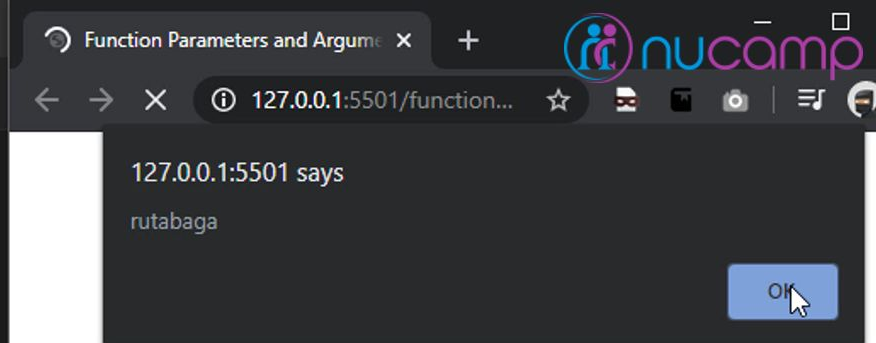 Function Parameters and Argume
nucamp
127.0.0.1:5501/function...
127.0.0.1:5501 says
rutabaga
OK